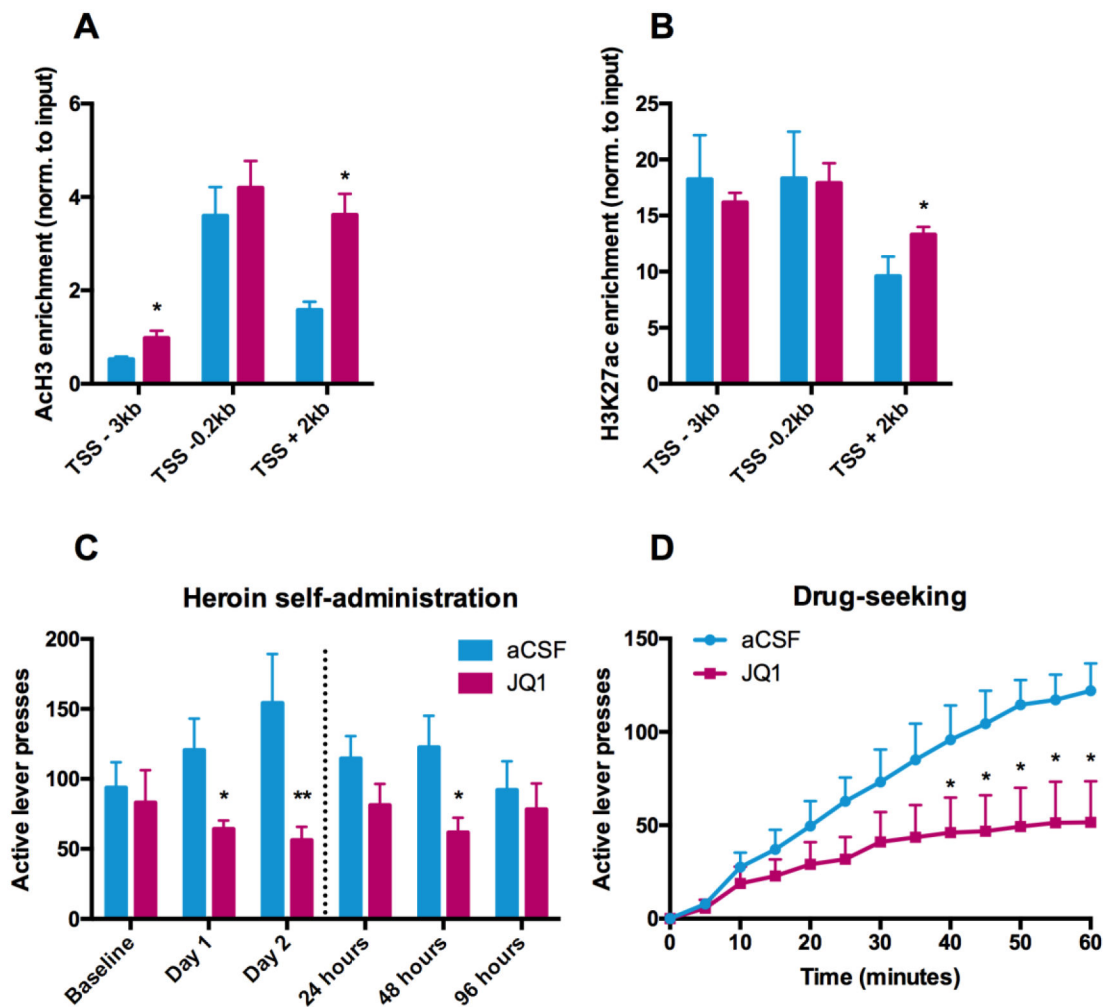 A
AcH3 enrichment (norm. to input)
6
4
2
0
TSS - 3kb
TSS -0.2kb
TSS + 2kb
*
*
B
H3K27ac enrichment (norm. to input)
25
20
15
10
5
0
TSS - 3kb
TSS -0.2kb
TSS + 2kb
*
C
Heroin self-administration
Active lever presses
200
150
100
50
0
aCSF
JQ1
*
**
*
Baseline
Day 1
Day 2
24 hours
48 hours
96 hours
D
Drug-seeking
Active lever presses
150
100
50
0
aCSF
JQ1
* * * * *
0 10 20 30 40 50 60
Time (minutes)